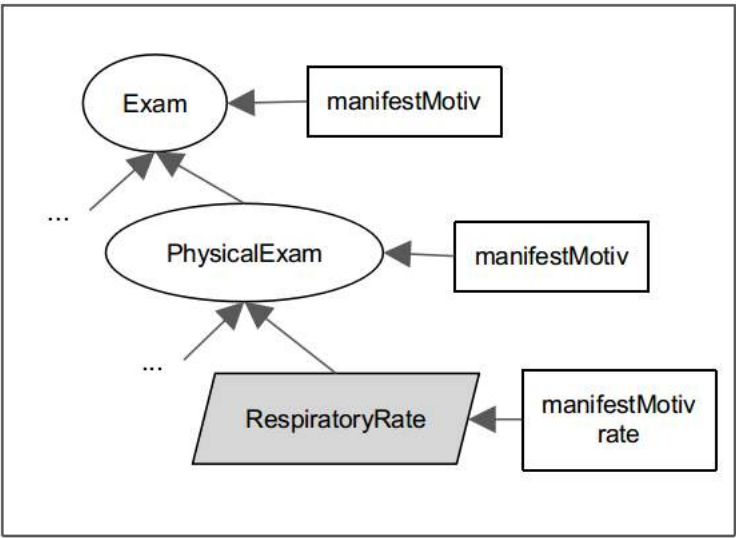 Exam
manifestMotiv
...
PhysicalExam
manifestMotiv
...
RespiratoryRate
manifestMotiv
rate